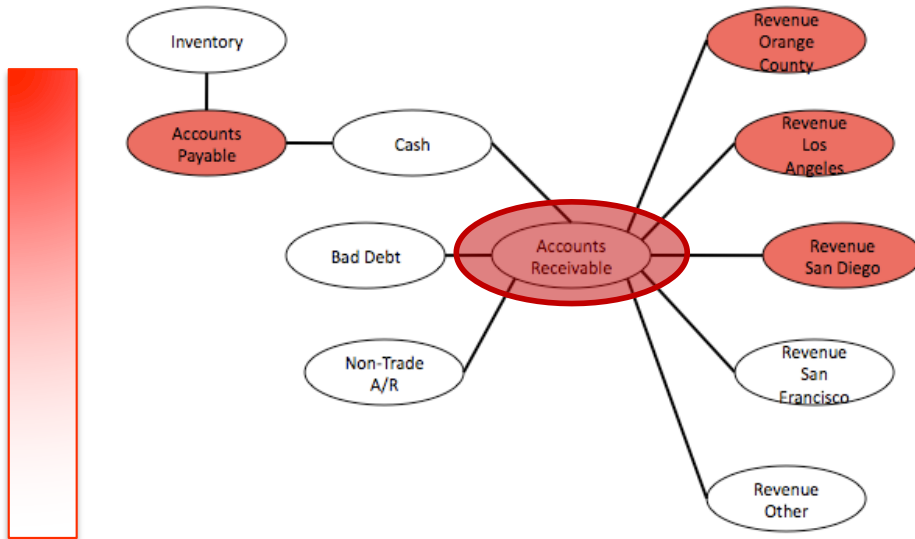 Inventory
Revenue
Orange
County
Accounts
Payable
Cash
Revenue
Los
Angeles
Bad Debt
Accounts
Receivable
Revenue
San Diego
Non-Trade
A/R
Revenue
San
Francisco
Revenue
Other